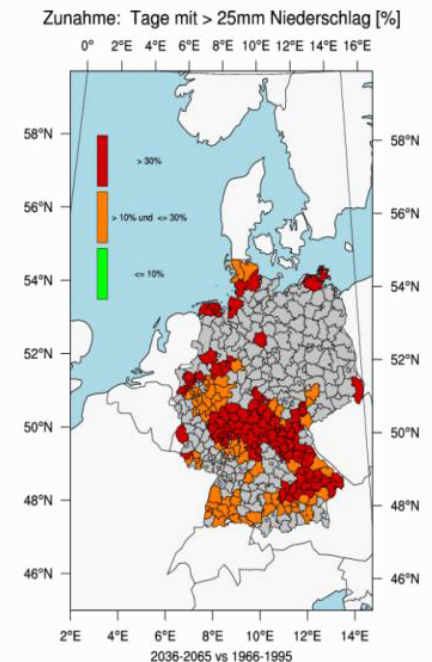 Zunahme: Tage mit > 25mm Niederschlag [%]
0° 2°E 4°E 6°E 8°E 10°E 12°E 14°E 16°E
58°N 58°N
> 30%
56°N 56°N
> 10% und <= 30%
54°N 54°N
<= 10%
52°N 52°N
50°N 50°N
48°N 48°N
46°N 46°N
2°E 4°E 6°E 8°E 10°E 12°E 14°E
2036-2065 vs 1966-1995